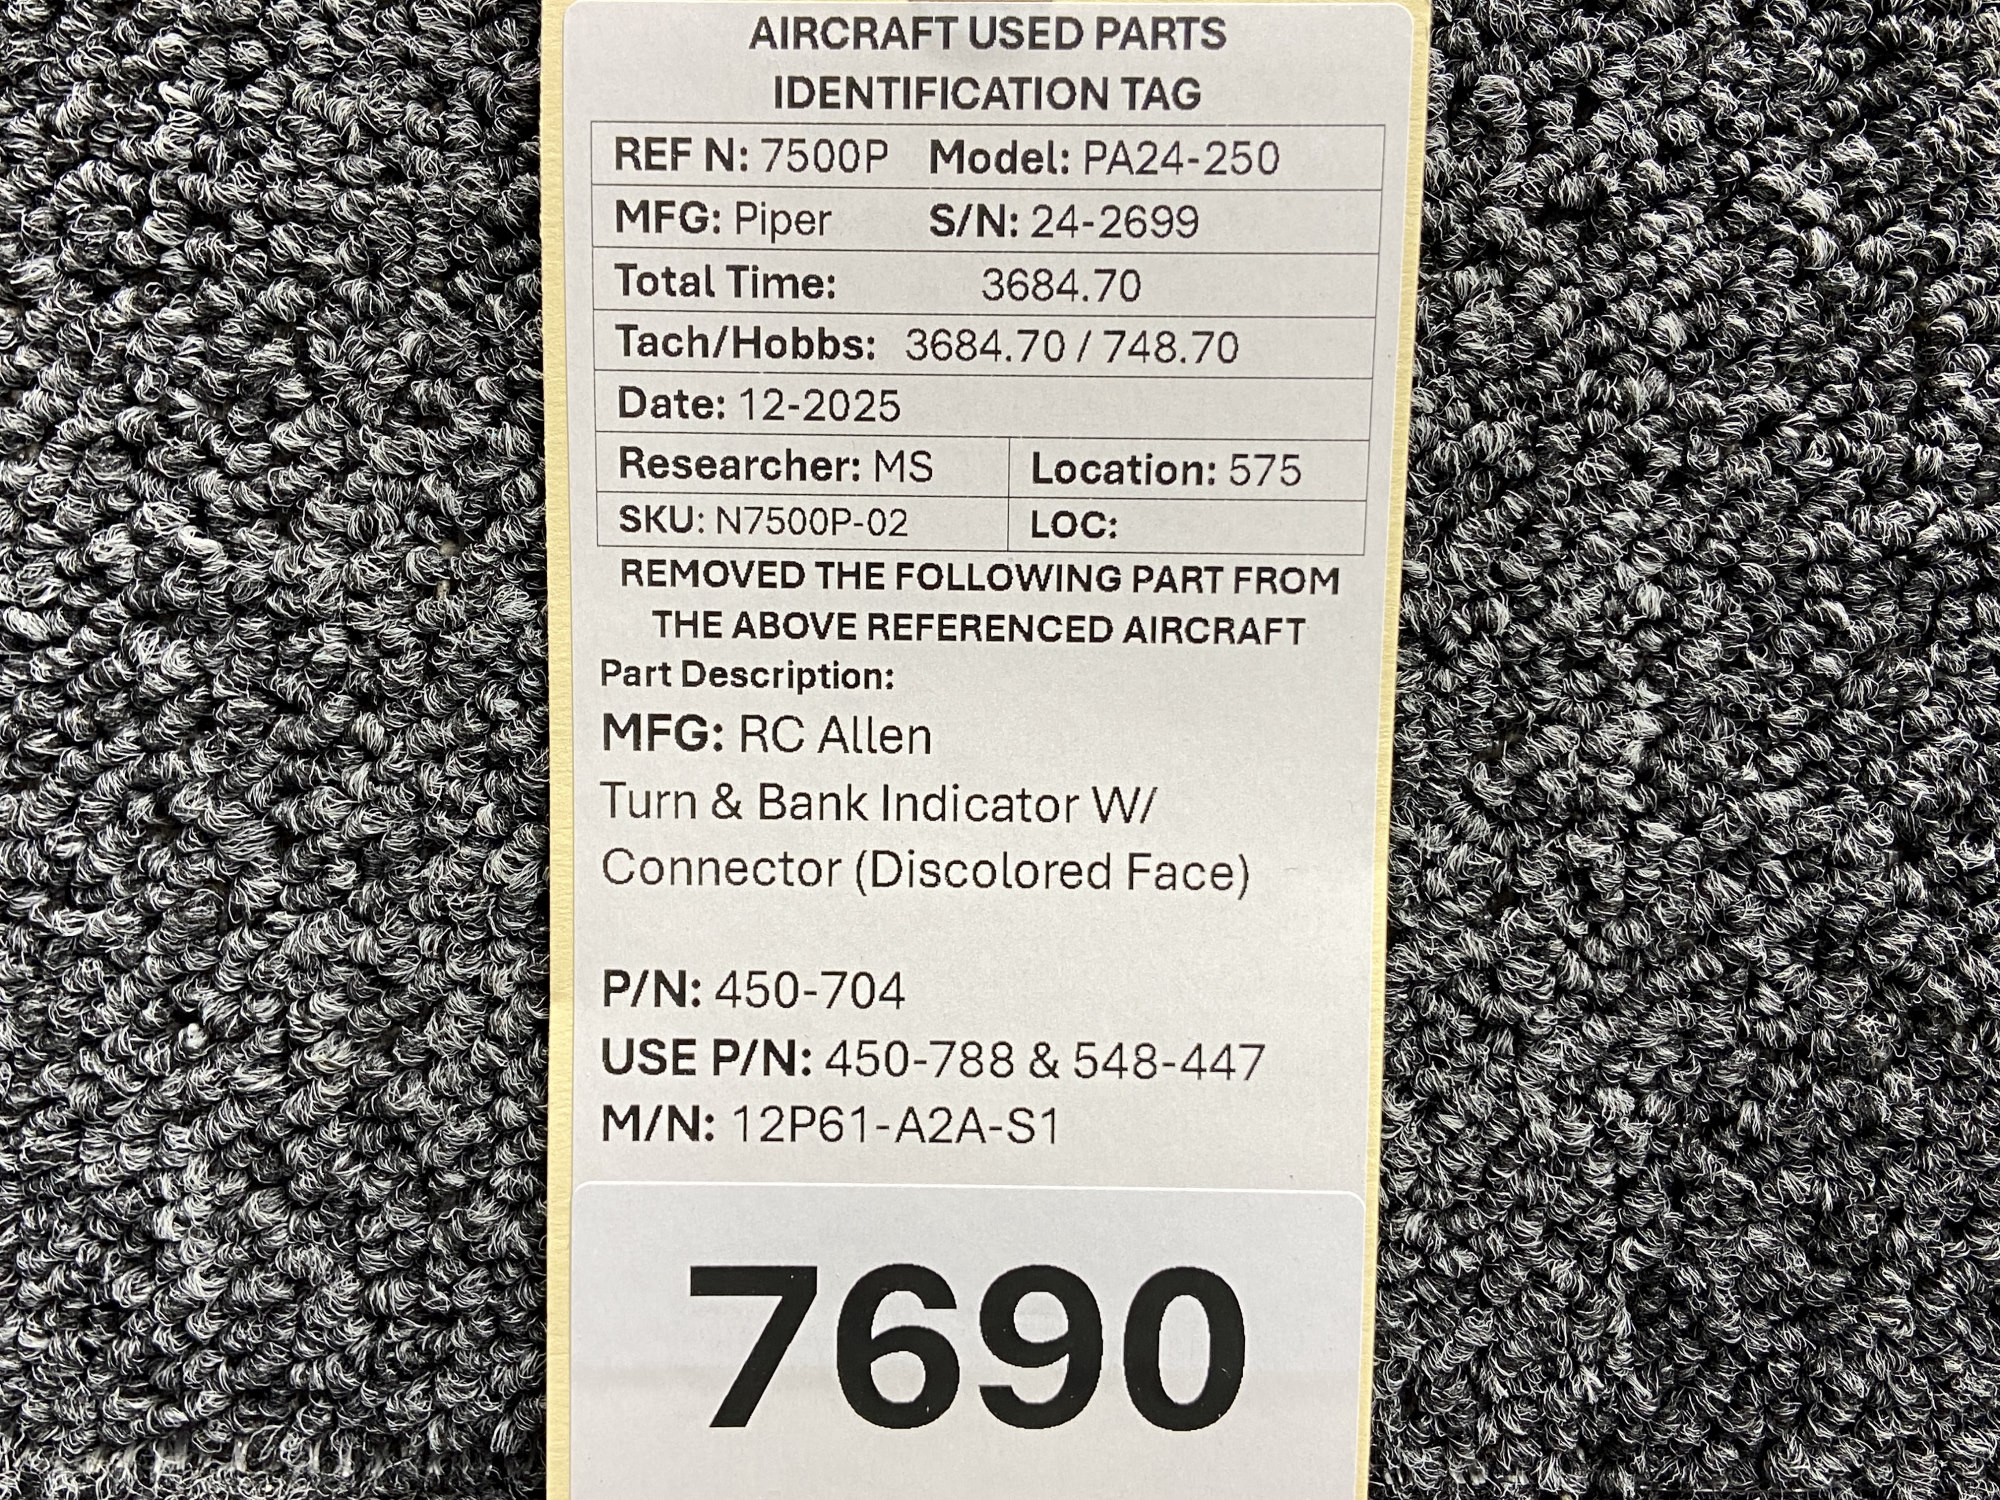 AIRCRAFT USED PARTS
IDENTIFICATION TAG
REF N: 7500P Model: PA24-250
MFG: Piper S/N: 24-2699
Total Time: 3684.70
Tach/Hobbs: 3684.70 / 748.70
Date: 12-2025
Researcher: MS Location: 575
SKU: N7500P-02 LOC:
REMOVED THE FOLLOWING PART FROM
THE ABOVE REFERENCED AIRCRAFT
Part Description:
MFG: RC Allen
Turn & Bank Indicator W/
Connector (Discolored Face)
P/N: 450-704
USE P/N: 450-788 & 548-447
M/N: 12P61-A2A-S1
7690